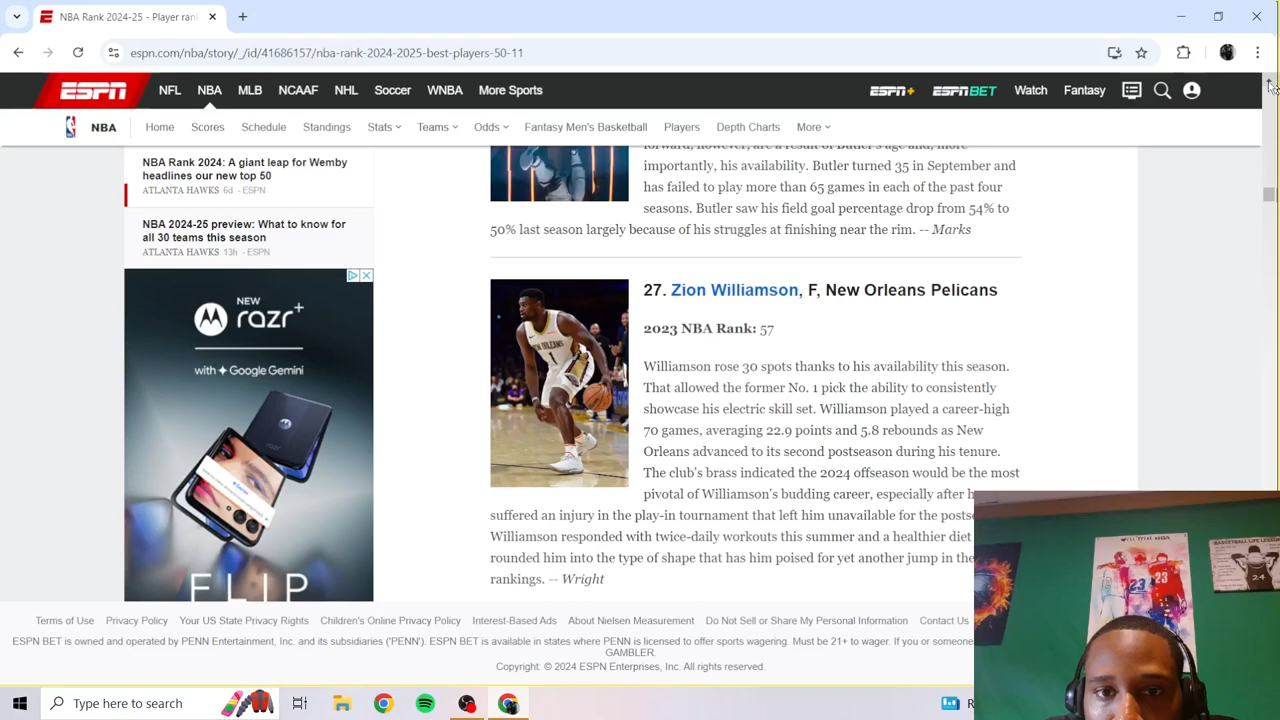 NBA Rank 2024-25 - Player ran
espn.com/nba/story/_/id/41686157/nba-rank-2024-2025-best-players-50-11
ESPN NFL NBA MLB NCAAF NHL Soccer WNBA More Sports ESPN+ ESPN BET Watch Fantasy
NBA Home Scores Schedule Standings Stats Teams Odds Fantasy Men's Basketball Players Depth Charts More
NBA Rank 2024: A giant leap for Wemby
headlines our new top 50
ATLANTA HAWKS 6d - ESPN
NBA 2024-25 preview: What to know for
all 30 teams this season
ATLANTA HAWKS 13h - ESPN
NEW
razr+
with Google Gemini
FLIP
forward, however, are a result of Butler's age and, more
importantly, his availability. Butler turned 35 in September and
has failed to play more than 65 games in each of the past four
seasons. Butler saw his field goal percentage drop from 54% to
50% last season largely because of his struggles at finishing near the rim. -- Marks
27. Zion Williamson, F, New Orleans Pelicans
2023 NBA Rank: 57
Williamson rose 30 spots thanks to his availability this season.
That allowed the former No. 1 pick the ability to consistently
showcase his electric skill set. Williamson played a career-high
70 games, averaging 22.9 points and 5.8 rebounds as New
Orleans advanced to its second postseason during his tenure.
The club's brass indicated the 2024 offseason would be the most
pivotal of Williamson's budding career, especially after h
suffered an injury in the play-in tournament that left him unavailable for the postse
Williamson responded with twice-daily workouts this summer and a healthier diet
rounded him into the type of shape that has him poised for yet another jump in the
rankings. -- Wright
Terms of Use Privacy Policy Your US State Privacy Rights Children's Online Privacy Policy Interest-Based Ads About Nielsen Measurement Do Not Sell or Share My Personal Information Contact Us
ESPN BET is owned and operated by PENN Entertainment, Inc. and its subsidiaries ('PENN'). ESPN BET is available in states where PENN is licensed to offer sports wagering. Must be 21+ to wager. If you or someone
GAMBLER.
Copyright: © 2024 ESPN Enterprises, Inc. All rights reserved.
Type here to search
23
23
BASKETBALL LIFE
24